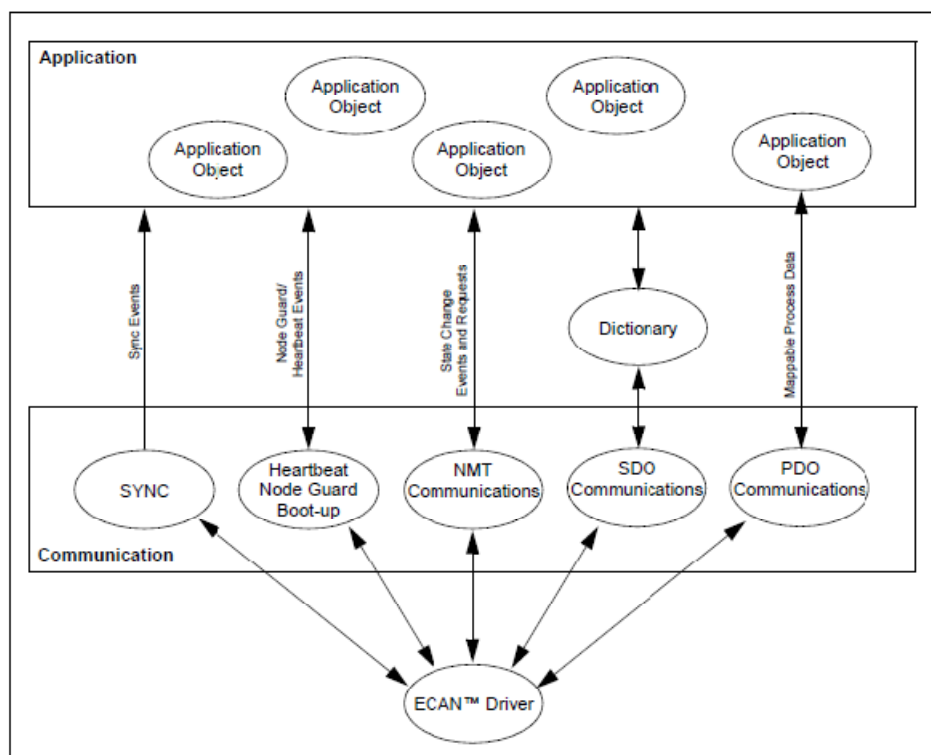 Application
Application
Object
Application
Object
Application
Object
Application
Object
Application
Object
Sync Events
Node Guard/
Heartbeat Events
State Change
Events and Requests
Dictionary
Mappable Process Data
SYNC
Heartbeat
Node Guard
Boot-up
NMT
Communications
SDO
Communications
PDO
Communications
Communication
ECAN™ Driver